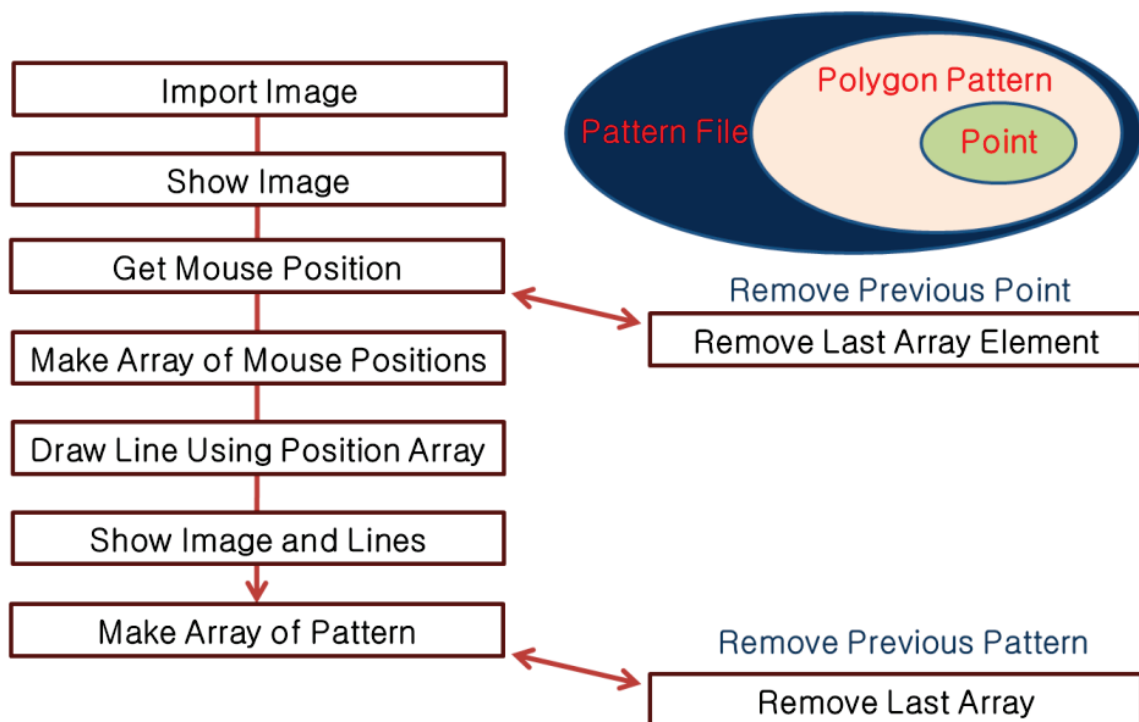 Import Image
Show Image
Get Mouse Position
Make Array of Mouse Positions
Draw Line Using Position Array
Show Image and Lines
Make Array of Pattern
Polygon Pattern
Pattern File
Point
Remove Previous Point
Remove Last Array Element
Remove Previous Pattern
Remove Last Array